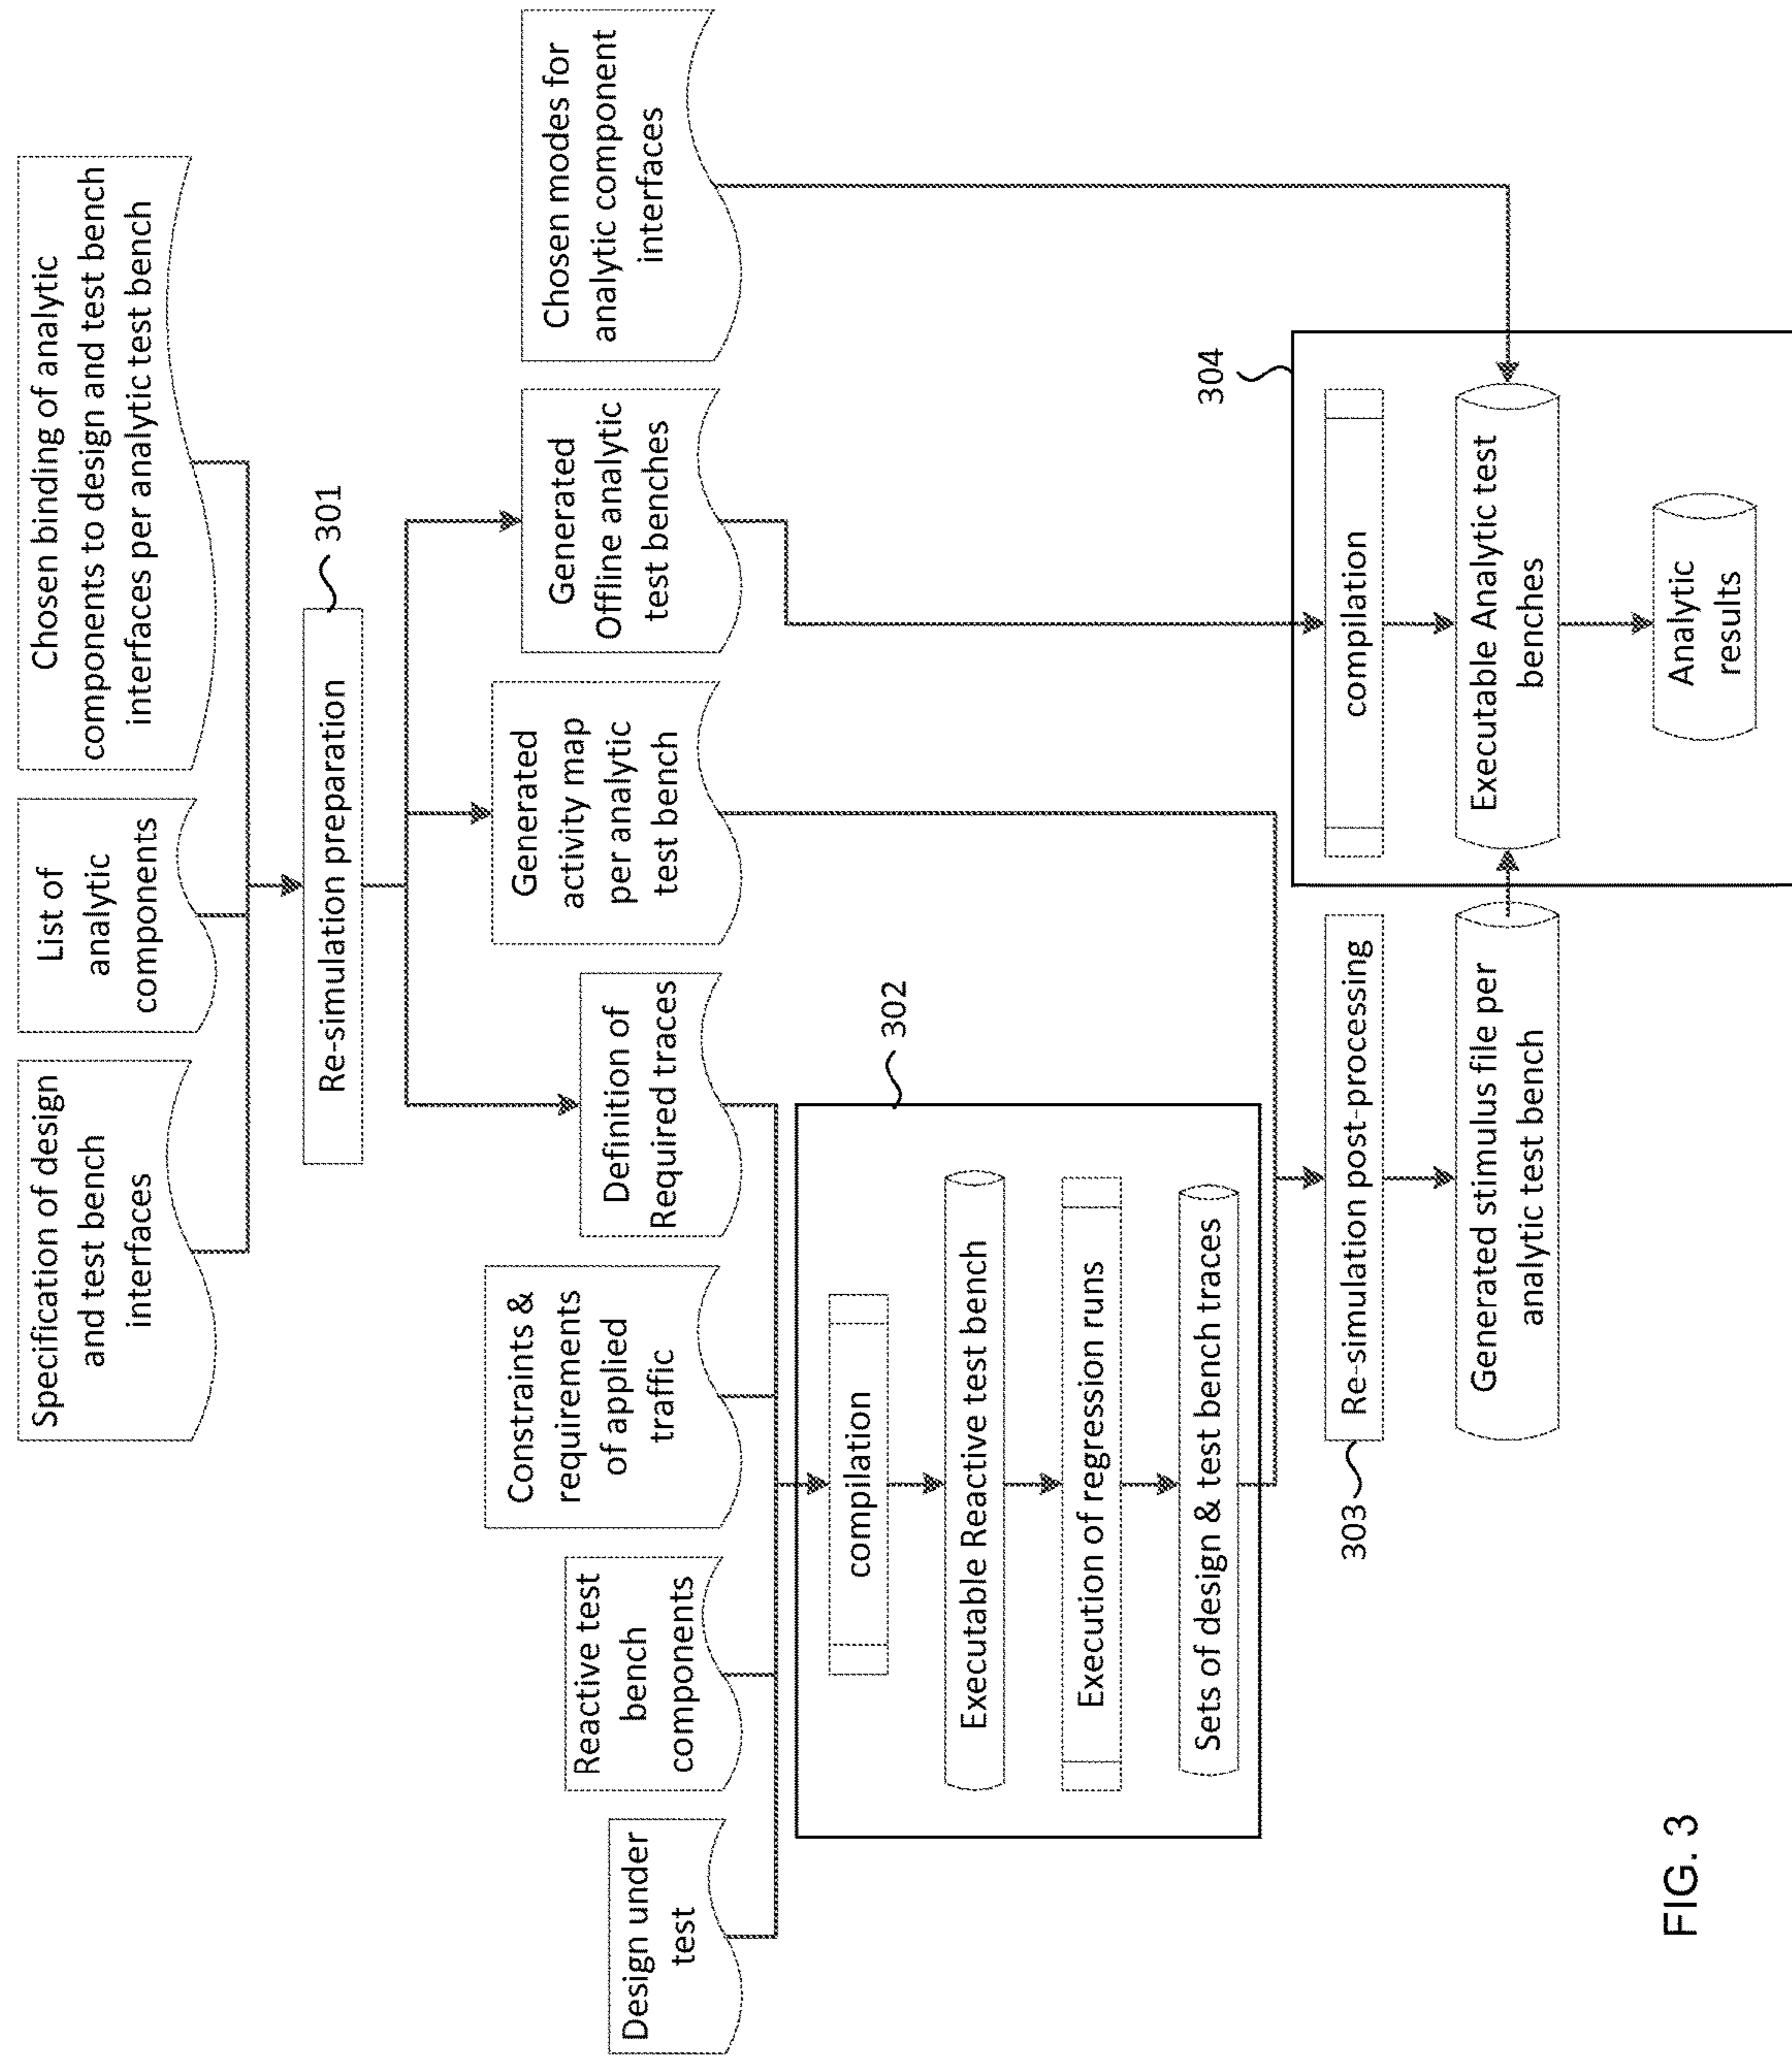 Specification of design
and test bench
interfaces
List of
analytic
components
Chosen binding of analytic
components to design and test bench
interfaces per analytic test bench
Re-simulation preparation
301
Design under
test
Reactive test
bench
components
Constraints &
requirements
of applied
traffic
Definition of
Required traces
Generated
activity map
per analytic
test bench
Generated
Offline analytic
test benches
Chosen modes for
analytic component
interfaces
302
compilation
Executable Reactive test bench
Execution of regression runs
Sets of design & test bench traces
303
Re-simulation post-processing
Generated stimulus file per
analytic test bench
304
compilation
Executable Analytic test
benches
Analytic
results
FIG. 3